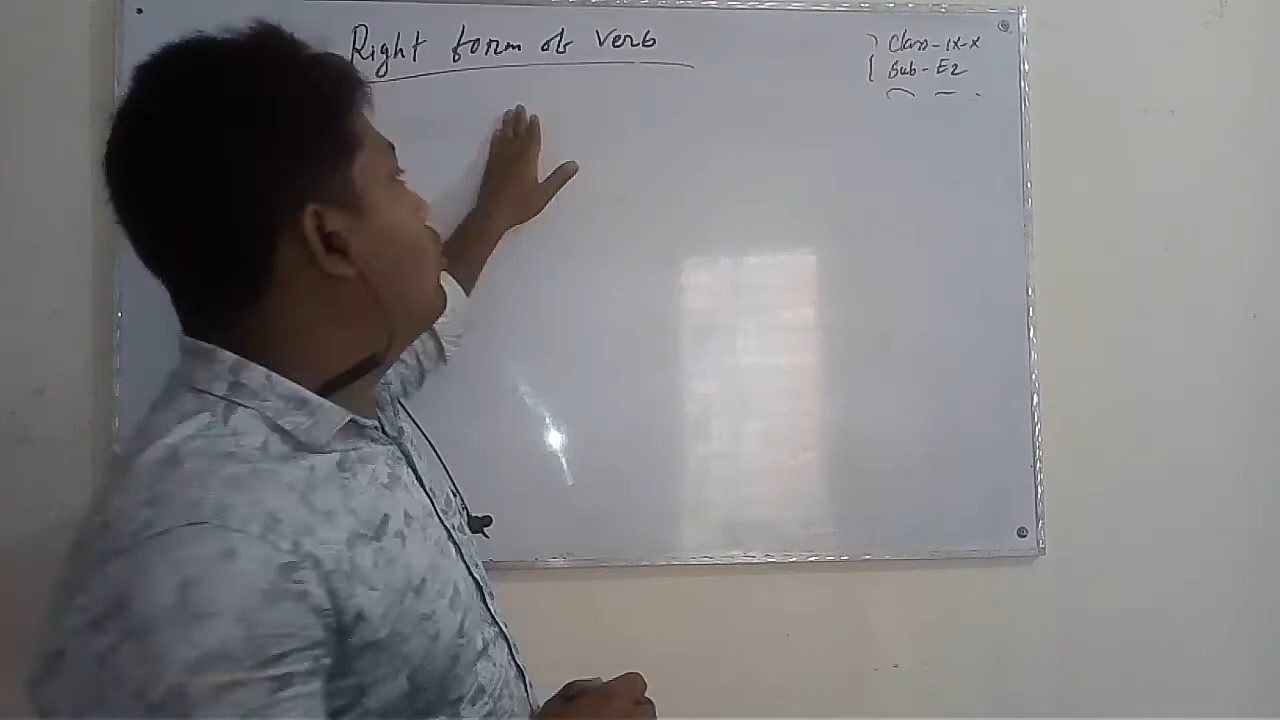 Right form of verb
Class - IX-X
Sub - E2